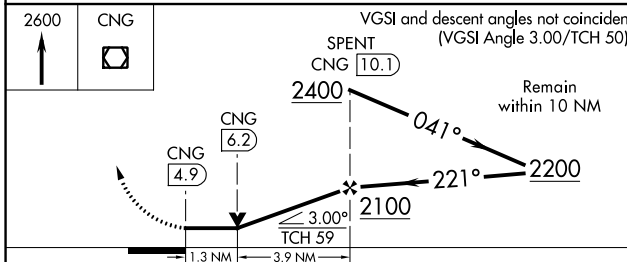 2600
CNG
VGSI and descent angles not coinciden
(VGSI Angle 3.00/TCH 50)
SPENT
CNG 10.1
2400
Remain
within 10 NM
041°
CNG
6.2
2200
221°
CNG
4.9
2100
3.00°
TCH 59
1.3 NM
3.9 NM